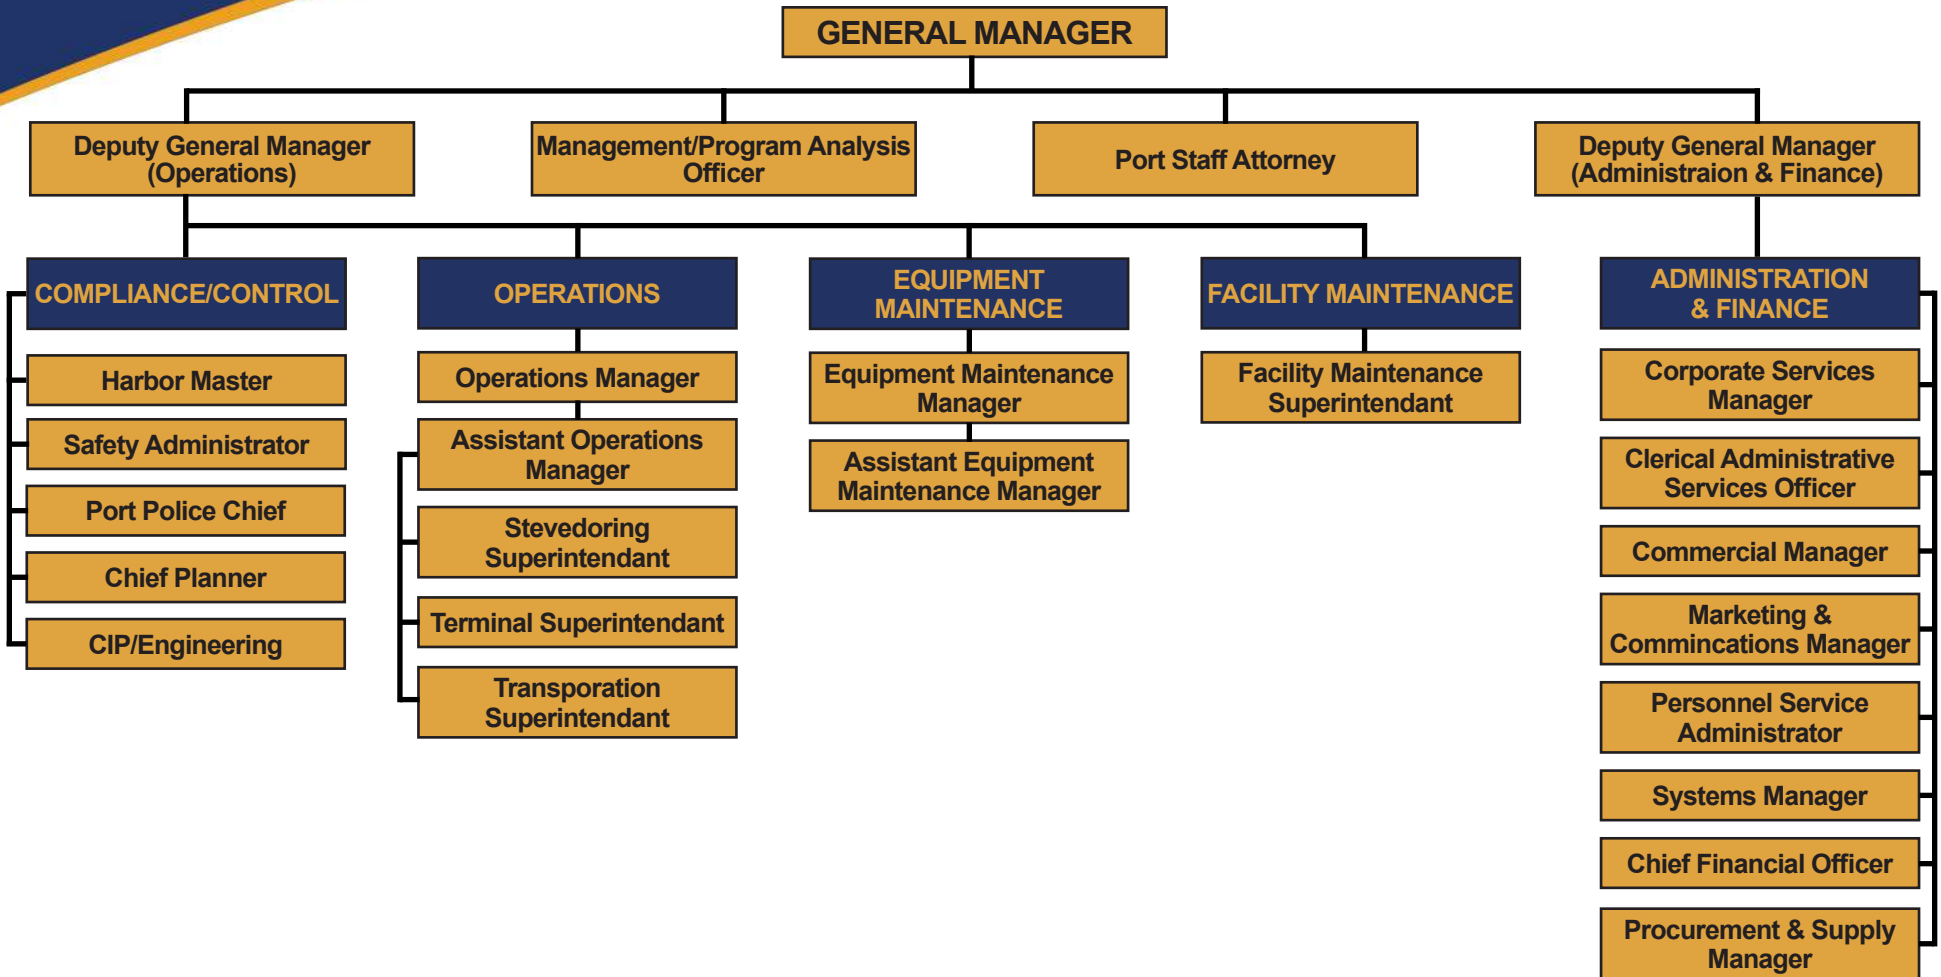 GENERAL MANAGER
Deputy General Manager
(Operations)
Management/Program Analysis
Officer
Port Staff Attorney
Deputy General Manager
(Administraion & Finance)
COMPLIANCE/CONTROL
Harbor Master
Safety Administrator
Port Police Chief
Chief Planner
CIP/Engineering
OPERATIONS
Operations Manager
Assistant Operations
Manager
Stevedoring
Superintendant
Terminal Superintendant
Transporation
Superintendant
EQUIPMENT
MAINTENANCE
Equipment Maintenance
Manager
Assistant Equipment
Maintenance Manager
FACILITY MAINTENANCE
Facility Maintenance
Superintendant
ADMINISTRATION
& FINANCE
Corporate Services
Manager
Clerical Administrative
Services Officer
Commercial Manager
Marketing &
Commincations Manager
Personnel Service
Administrator
Systems Manager
Chief Financial Officer
Procurement & Supply
Manager